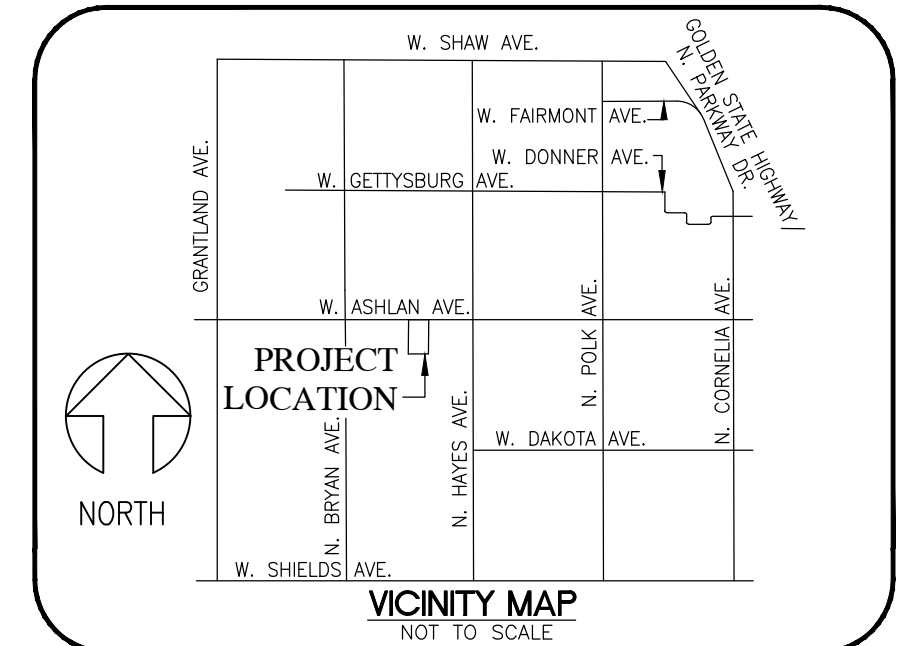 W. SHAW AVE.
GOLDEN STATE HIGHWAY
N. PARKWAY DR.
W. FAIRMONT AVE.
W. DONNER AVE.
W. GETTYSBURG AVE.
GRANTLAND AVE.
W. ASHLAN AVE.
N. POLK AVE.
N. CORNELIA AVE.
PROJECT
LOCATION
N. BRYAN AVE.
N. HAYES AVE.
W. DAKOTA AVE.
NORTH
W. SHIELDS AVE.
VICINITY MAP
NOT TO SCALE